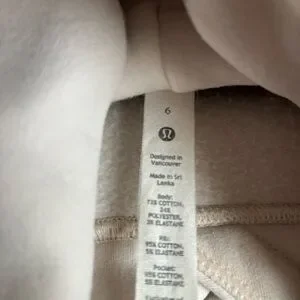 6
Designed in
Vancouver
Made in Sri
Lanka
Body:
COTTON,
POLYESTER,
3% ELASTANE
Rib:
95% COTTON,
5% ELASTANE
Pocket:
95% COTTON,
5% ELASTANE